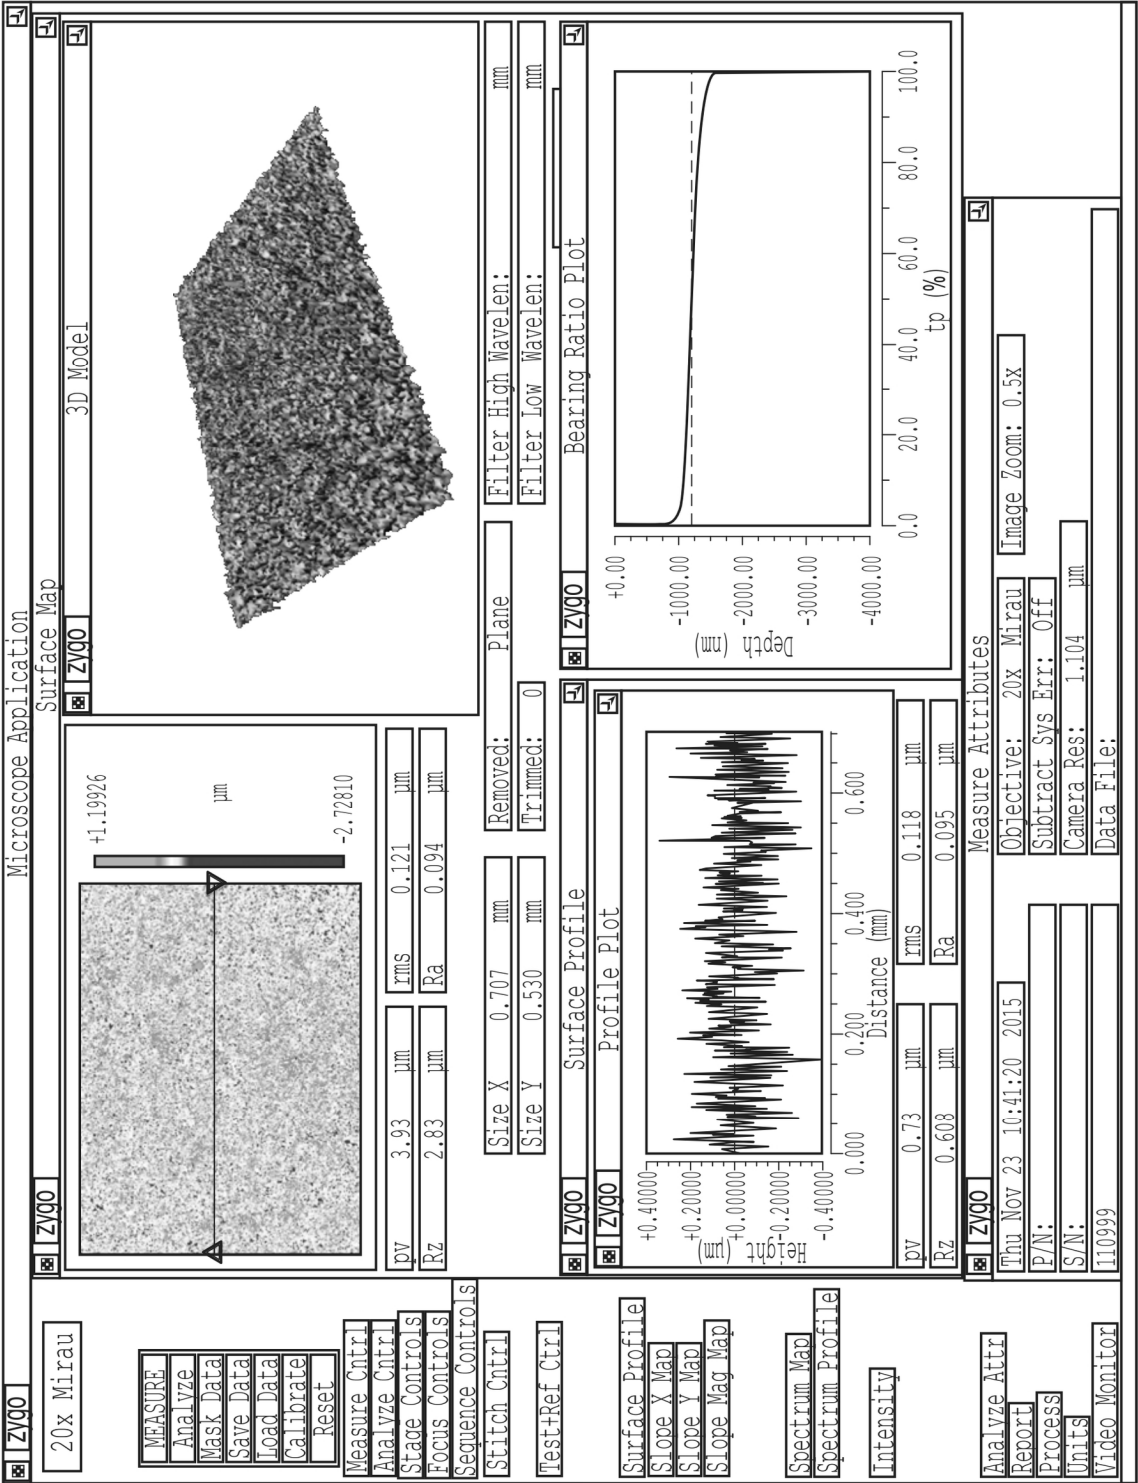 zygo Microscope Application
20x Mirau
MEASURE
Analyze
Mask Data
Save Data
Load Data
Calibrate
Reset
Measure Cntrl
Analyze Cntrl
Stage Controls
Focus Controls
Sequence Controls
Stitch Cntrl
Test+Ref Ctrl
Surface Profile
Slope X Map
Slope Y Map
Slope Mag Map
Spectrum Map
Spectrum Profile
Intensity
Analyze Attr
Report
Process
Units
Video Monitor
zygo Surface Map
+1.19926
µm
-2.72810
pv 3.93 µm
rms 0.121 µm
Rz 2.83 µm
Ra 0.094 µm
zygo 3D Model
Size X 0.707 mm
Size Y 0.530 mm
Removed: Plane
Trimmed: 0
Filter High Wavelen: mm
Filter Low Wavelen: mm
zygo Surface Profile
zygo Profile Plot
Height (µm)
+0.40000
+0.20000
+0.00000
-0.20000
-0.40000
0.000 0.200 0.400 0.600
Distance (mm)
pv 0.73 µm
rms 0.118 µm
Rz 0.608 µm
Ra 0.095 µm
zygo Bearing Ratio Plot
Depth (nm)
+0.00
-1000.00
-2000.00
-3000.00
-4000.00
0.0 20.0 40.0 60.0 80.0 100.0
tp (%)
zygo Measure Attributes
Thu Nov 23 10:41:20 2015
P/N:
S/N:
110999
Objective: 20x Mirau
Image Zoom: 0.5x
Subtract Sys Err: Off
Camera Res: 1.104 µm
Data File: